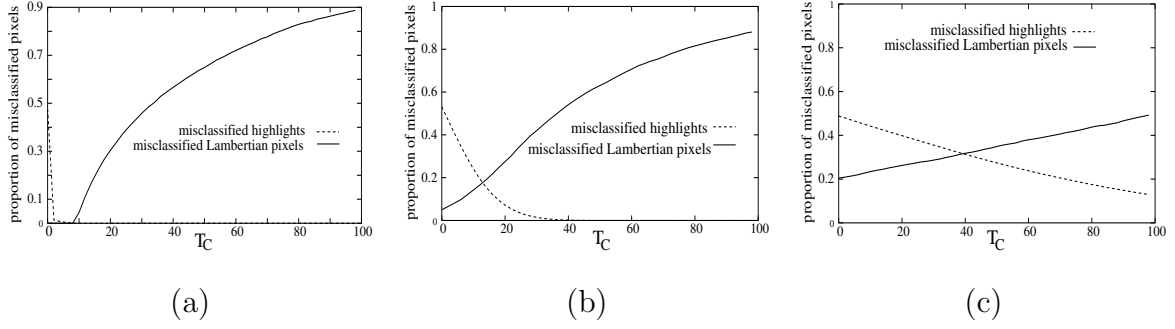 proportion of misclassified pixels
0.9
0.7
0.5
0.3
0.1
0
misclassified highlights
misclassified Lambertian pixels
0 20 40 60 80 100
T_C
(a)
proportion of misclassified pixels
1
0.8
0.6
0.4
0.2
0
misclassified highlights
misclassified Lambertian pixels
0 20 40 60 80 100
T_C
(b)
proportion of misclassified pixels
1
0.8
0.6
0.4
0.2
0
misclassified highlights
misclassified Lambertian pixels
0 20 40 60 80 100
T_C
(c)